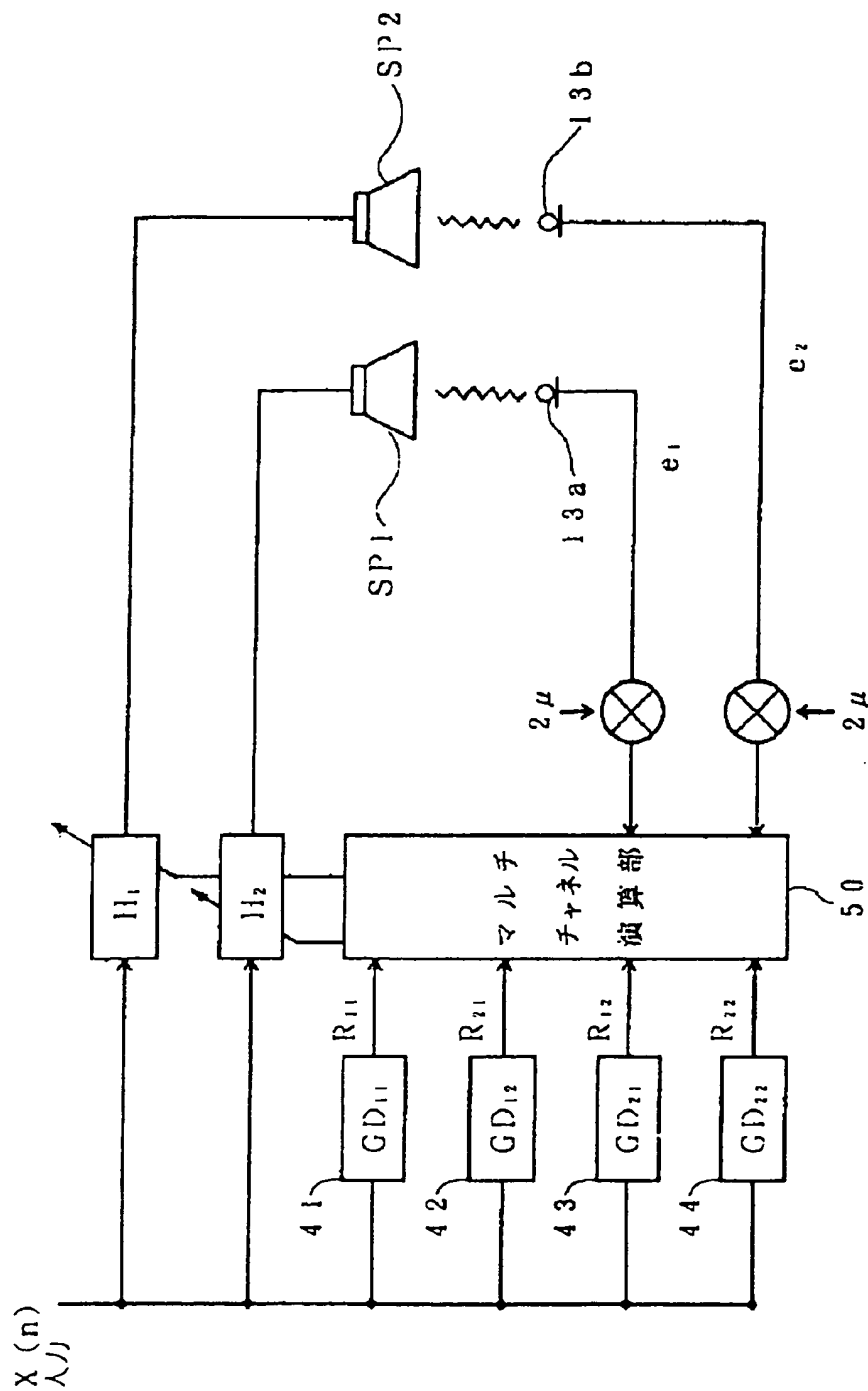 X (n)
入力
H₁
H₂
41
GD₁₁
R₁₁
42
GD₁₂
R₂₁
43
GD₂₁
R₁₂
44
GD₂₂
R₂₂
マルチ
チャネル
演算部
50
2μ
2μ
SP1
SP2
13a
13b
e₁
e₂